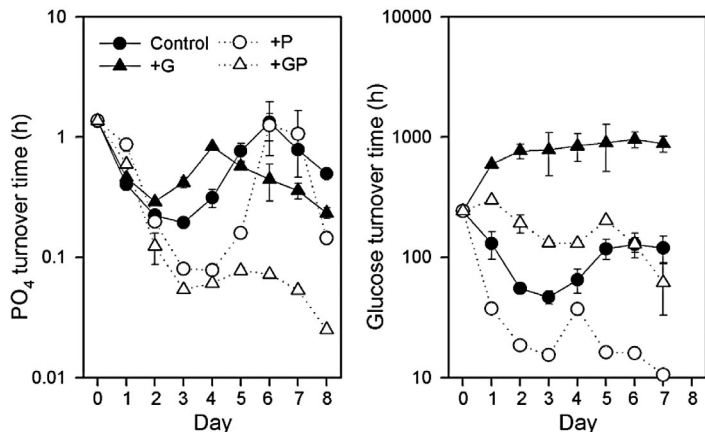 10
1
0.1
0.01
PO4 turnover time (h)
Control
+G
+P
+GP
0 1 2 3 4 5 6 7 8
Day
10000
1000
100
10
Glucose turnover time (h)
0 1 2 3 4 5 6 7 8
Day